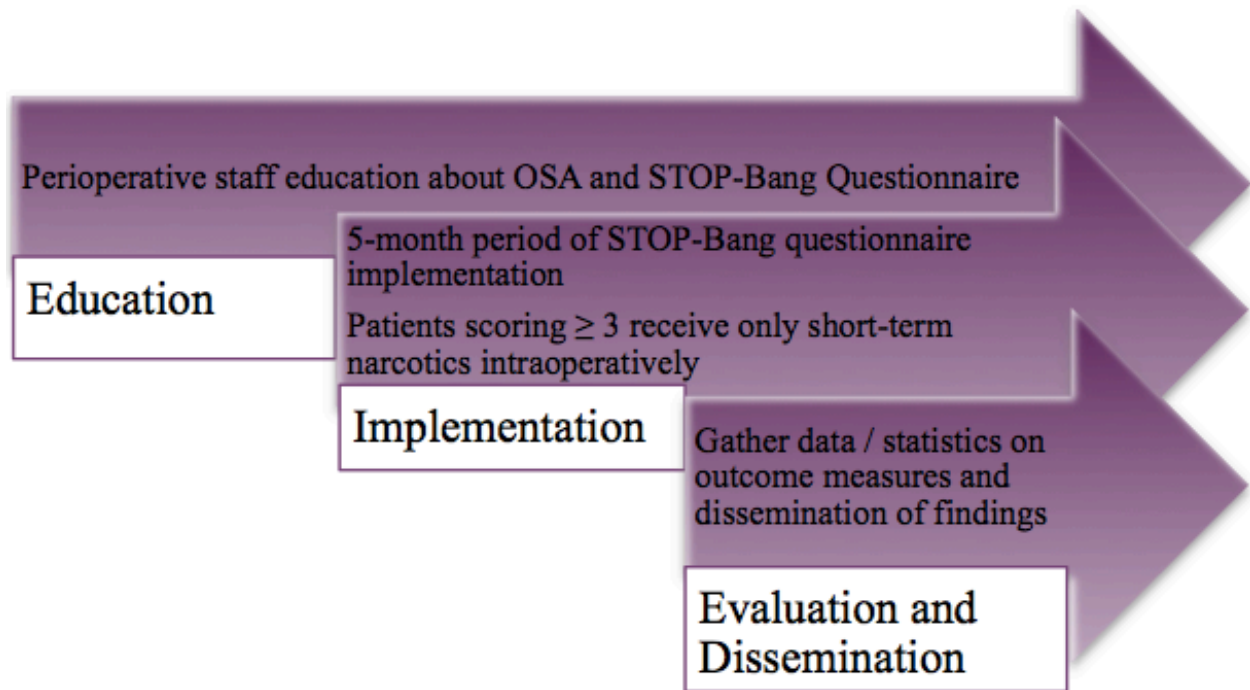 Perioperative staff education about OSA and STOP-Bang Questionnaire
Education
5-month period of STOP-Bang questionnaire
implementation
Patients scoring ≥ 3 receive only short-term
narcotics intraoperatively
Implementation
Gather data / statistics on
outcome measures and
dissemination of findings
Evaluation and
Dissemination